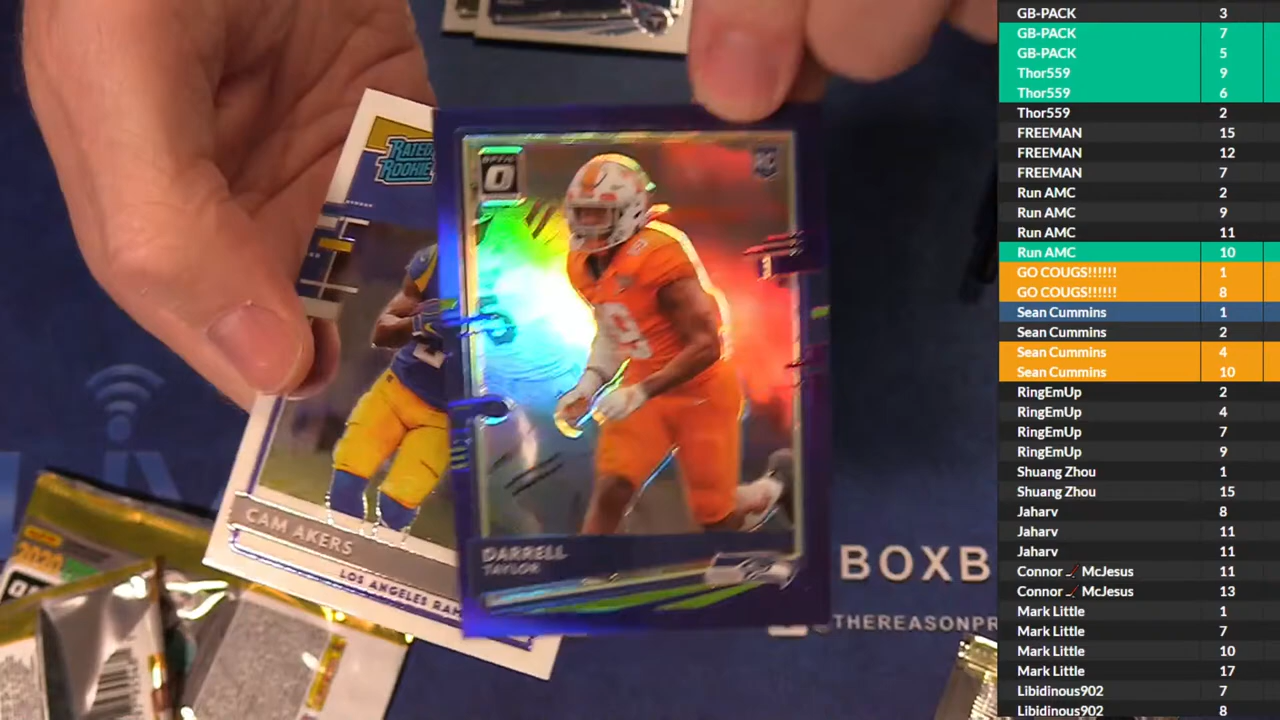 RATED
ROOKIE
CAM AKERS
LOS ANGELES RAM
OPTIC
RC
9
DARRELL
TAYLOR
2020
BOXB
THEREASONPR
GB-PACK 3
GB-PACK 7
GB-PACK 5
Thor559 9
Thor559 6
Thor559 2
FREEMAN 15
FREEMAN 12
FREEMAN 7
Run AMC 2
Run AMC 9
Run AMC 11
Run AMC 10
GO COUGS!!!!!! 1
GO COUGS!!!!!! 8
Sean Cummins 1
Sean Cummins 2
Sean Cummins 4
Sean Cummins 10
RingEmUp 2
RingEmUp 4
RingEmUp 7
RingEmUp 9
Shuang Zhou 1
Shuang Zhou 15
Jaharv 8
Jaharv 11
Jaharv 11
Connor McJesus 11
Connor McJesus 13
Mark Little 1
Mark Little 7
Mark Little 10
Mark Little 17
Libidinous902 7
Libidinous902 8